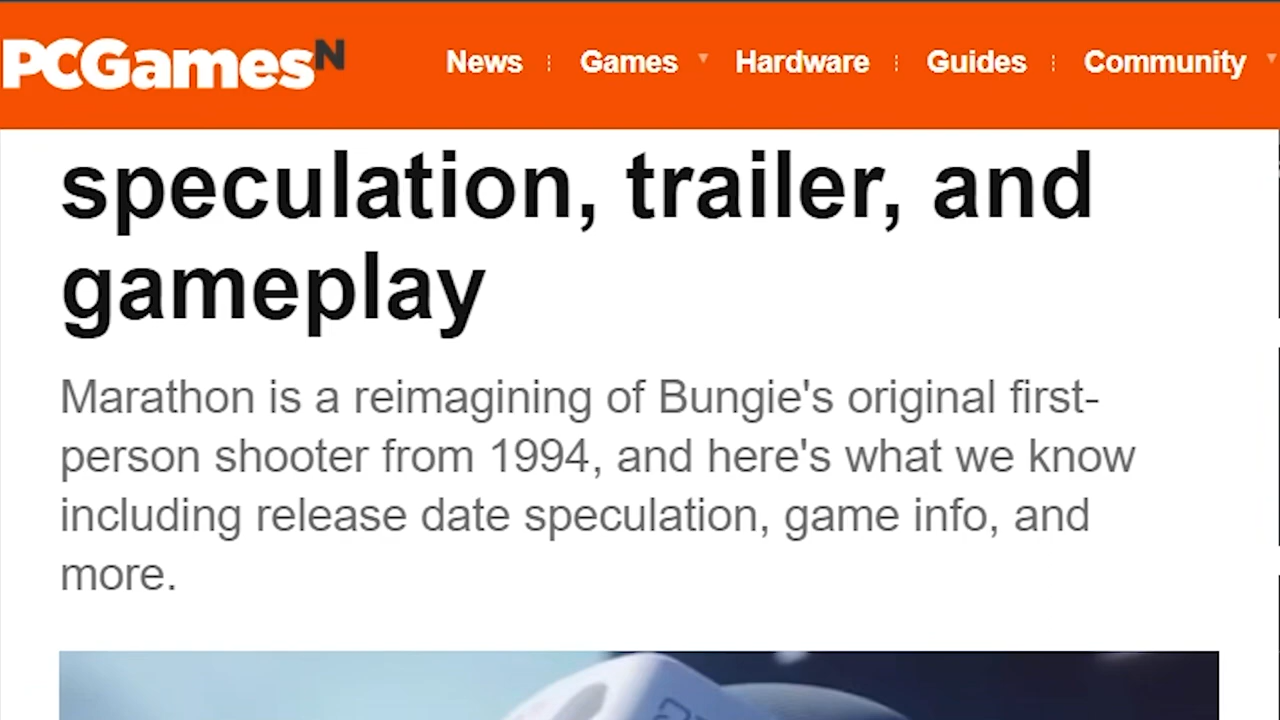 PCGamesN News Games Hardware Guides Community
speculation, trailer, and
gameplay
Marathon is a reimagining of Bungie's original first-
person shooter from 1994, and here's what we know
including release date speculation, game info, and
more.